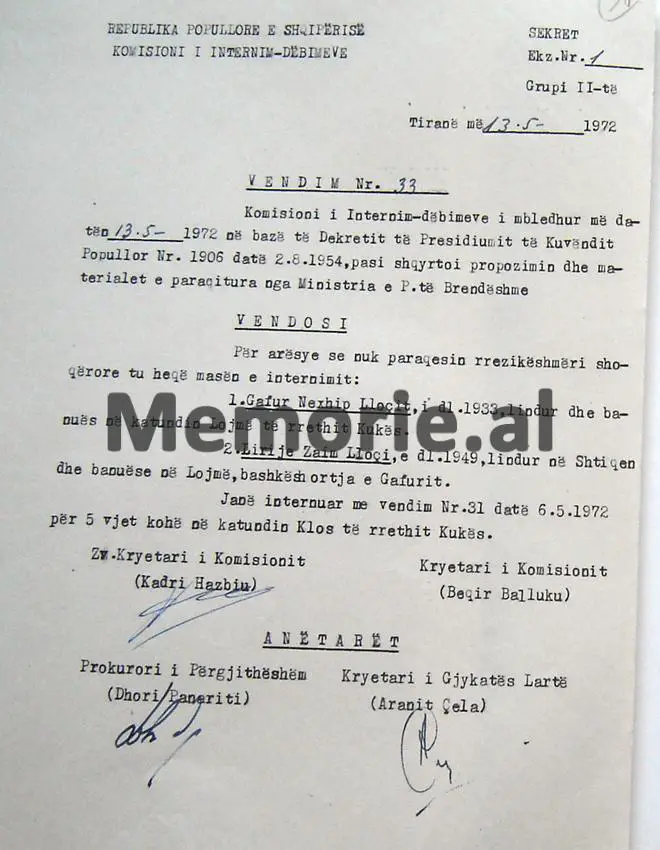 REPUBLIKA POPULLORE E SHQIPËRISË
KOMISIONI I INTERNIM-DËBIMEVE
SEKRET
Ekz.Nr. 1
Grupi II-të
Tiranë më 13.5- 1972
VENDIM Nr. 33
Komisioni i Internim-dëbimeve i mbledhur më da-
tën 13.5- 1972 në bazë të Dekretit të Presidiumit të Kuvëndit
Popullor Nr. 1906 datë 2.8.1954,pasi shqyrtoi propozimin dhe ma-
terialet e paraqitura nga Ministria e P.të Brendëshme
VENDOSI
Për arësye se nuk paraqesin rrezikëshmëri sho-
qërore tu heqë masën e internimit:
1.Gafur Nexhip Lloçit,i dl.1933,lindur dhe ba-
nuës në katundin Lojmë të rrethit Kukës.
2.Lirije Zaim Lloçi,e dl.1949,lindur në Shtiqen
dhe banuëse në Lojmë,bashkëshortja e Gafurit.
Janë internuar me vendim Nr.31 datë 6.5.1972
për 5 vjet kohë në katundin Klos të rrethit Kukës.
Memorie.al
Zv.Kryetari i Komisionit
(Kadri Hazbiu)
Kryetari i Komisionit
(Beqir Balluku)
ANËTARËT
Prokurori i Përgjithëshëm
(Dhori Panariti)
Kryetari i Gjykatës Lartë
(Aranit Çela)